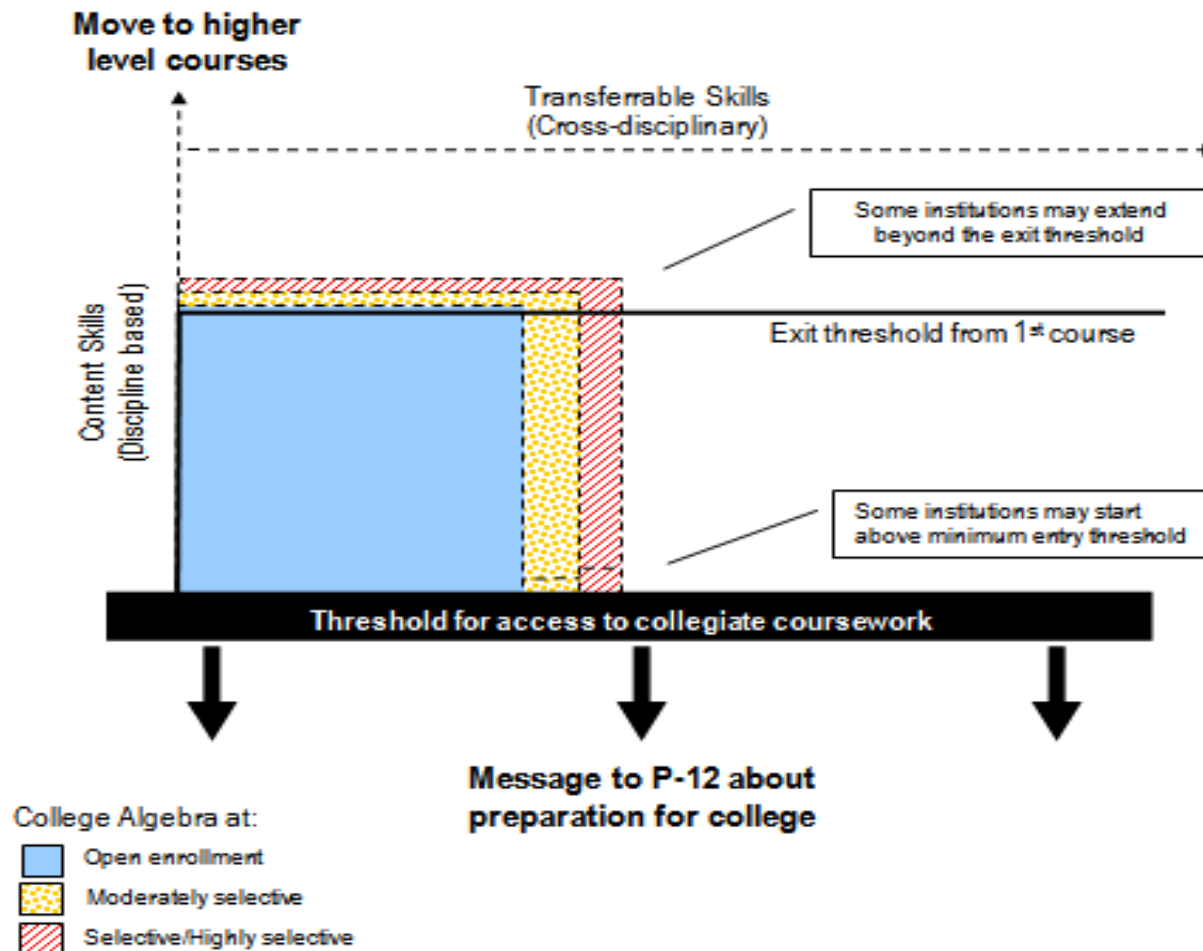 Move to higher
level courses
Transferrable Skills
(Cross-disciplinary)
Some institutions may extend
beyond the exit threshold
Content Skills
(Discipline based)
Exit threshold from 1st course
Some institutions may start
above minimum entry threshold
Threshold for access to collegiate coursework
Message to P-12 about
preparation for college
College Algebra at:
Open enrollment
Moderately selective
Selective/Highly selective